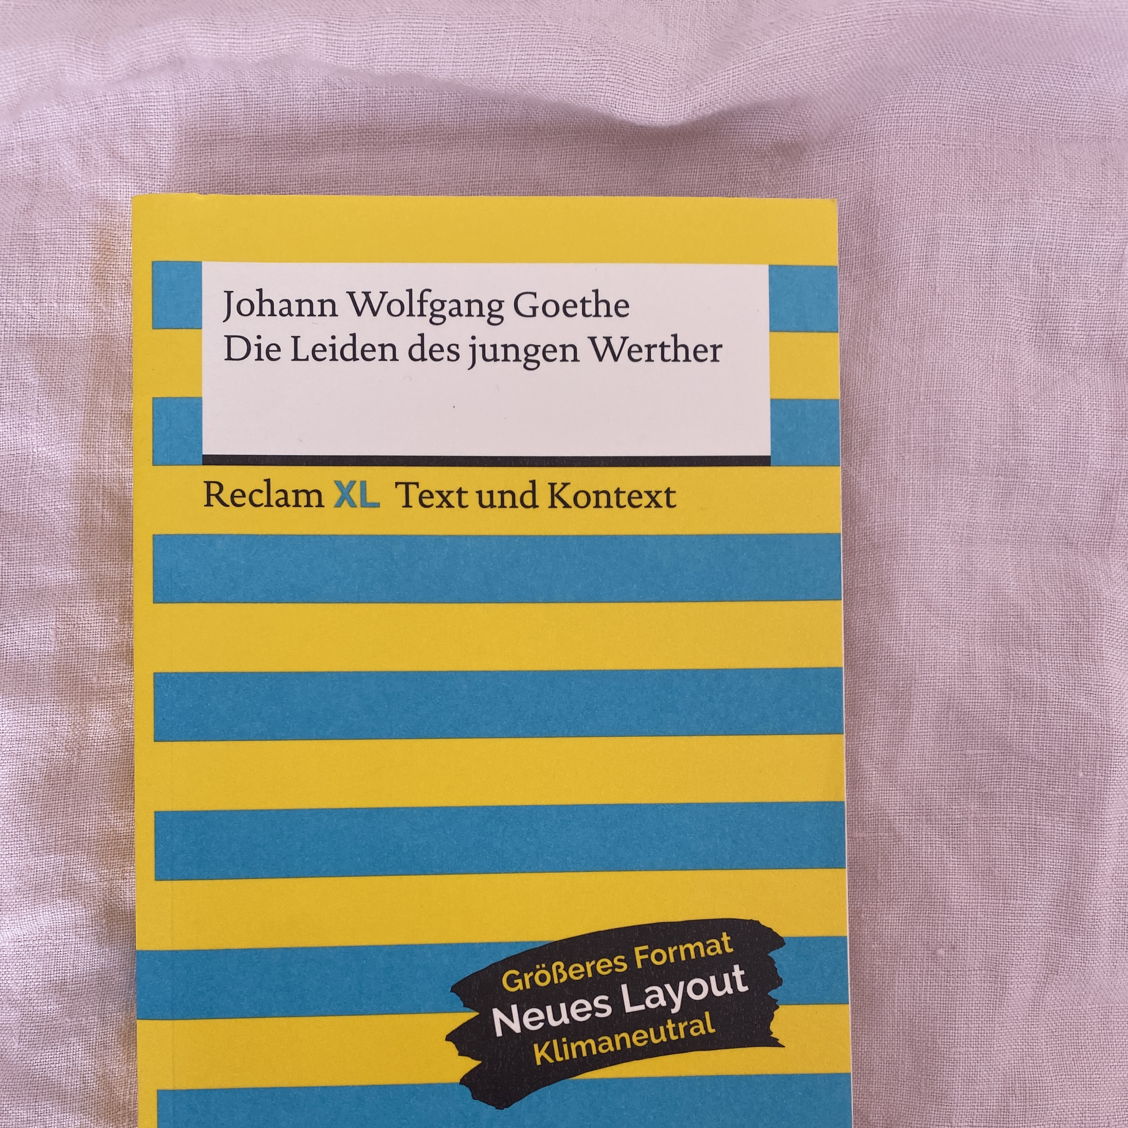 Johann Wolfgang Goethe
Die Leiden des jungen Werther
Reclam XL Text und Kontext
Größeres Format
Neues Layout
Klimaneutral